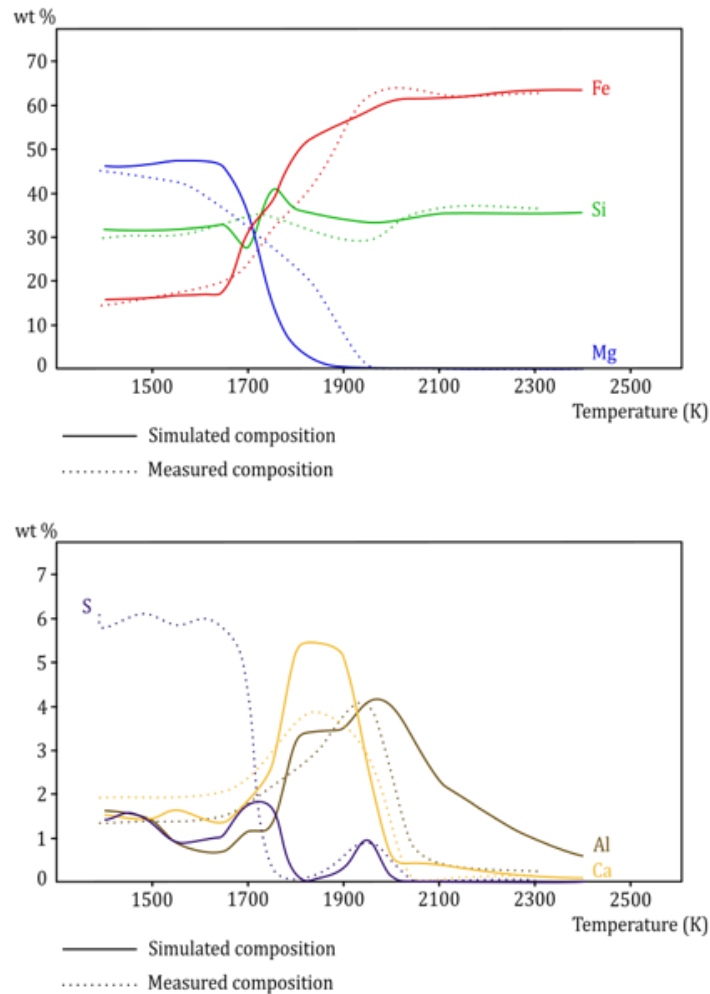 wt %
70
Fe
60
50
40
Si
30
20
10
Mg
0
1500 1700 1900 2100 2300 2500
Temperature (K)
Simulated composition
Measured composition
wt %
7
S
6
5
4
3
2
1
Al
Ca
0
1500 1700 1900 2100 2300 2500
Temperature (K)
Simulated composition
Measured composition